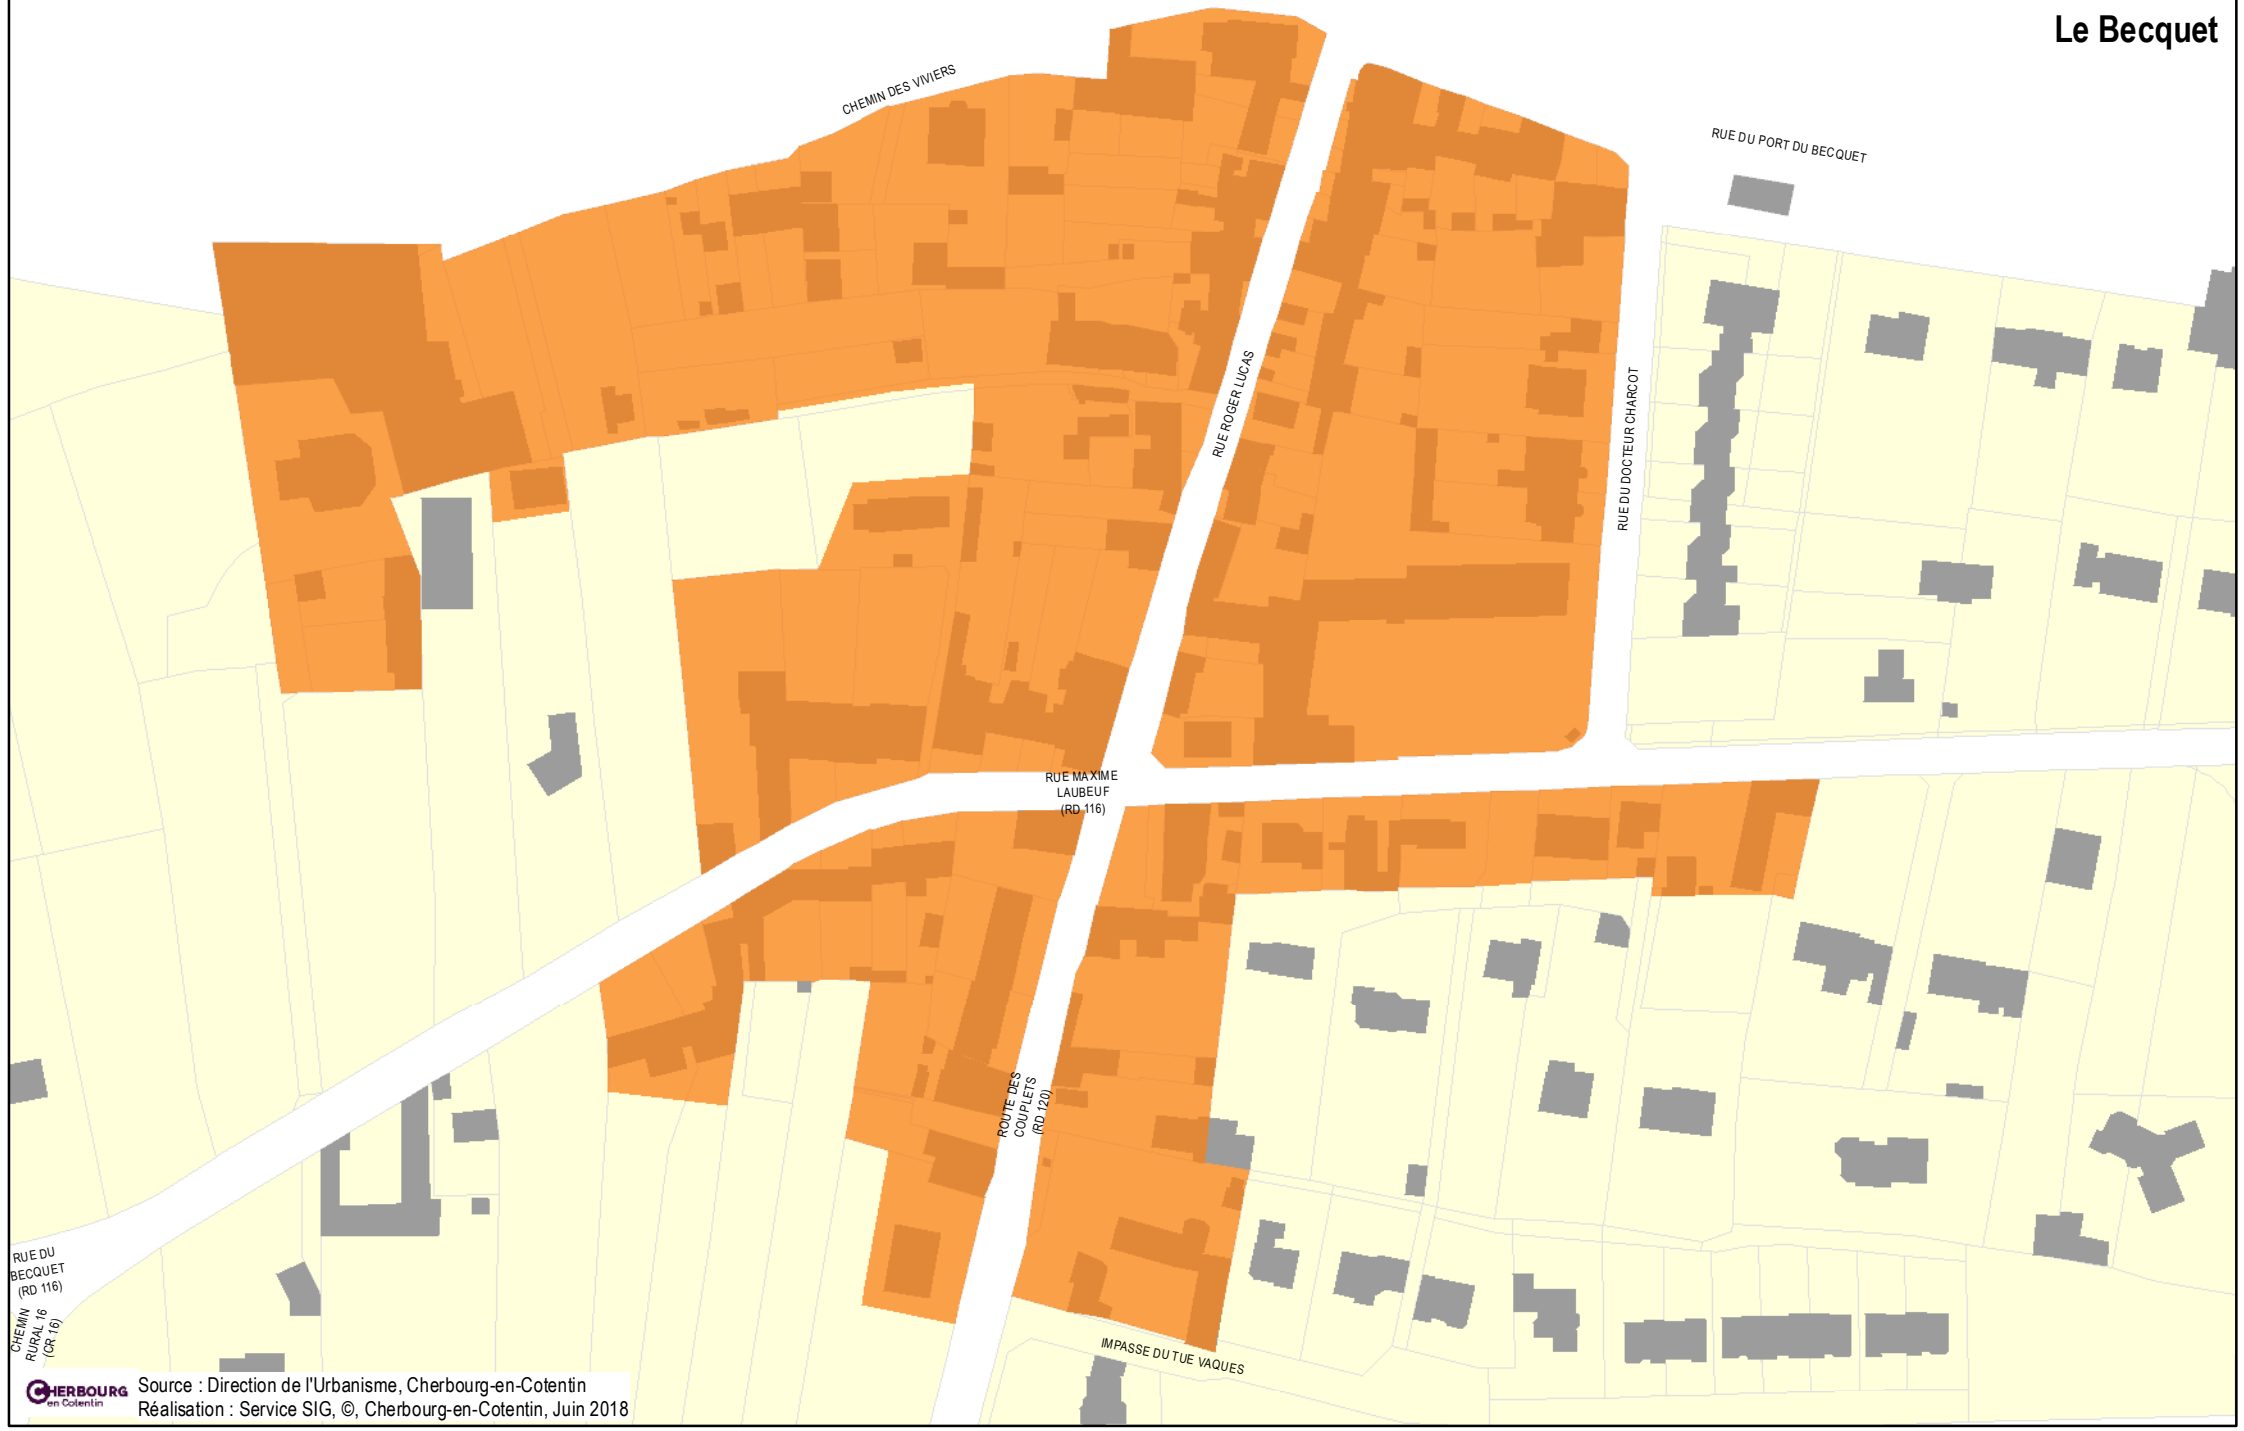 Le Becquet
CHEMIN DES VIVIERS
RUE DU PORT DU BECQUET
RUE ROGER LUCAS
RUE DU DOCTEUR CHARCOT
RUE MAXIME
LAUBEUF
(RD 116)
ROUTE DES
COUPLETS
(RD 120)
RUE DU
BECQUET
(RD 116)
CHEMIN
RURAL 16
(CR 16)
IMPASSE DU TUE VAQUES
CHERBOURG
en Cotentin
Source : Direction de l'Urbanisme, Cherbourg-en-Cotentin
Réalisation : Service SIG, ©, Cherbourg-en-Cotentin, Juin 2018